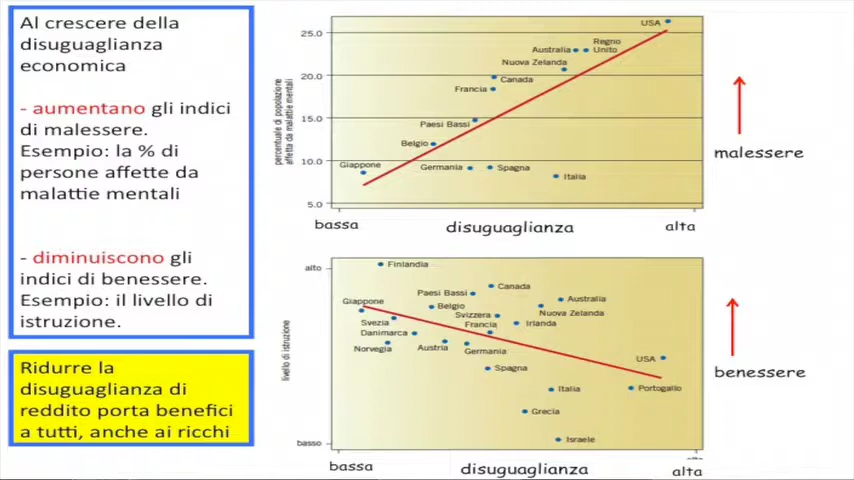 Al crescere della
disuguaglianza
economica
- aumentano gli indici
di malessere.
Esempio: la % di
persone affette da
malattie mentali
- diminuiscono gli
indici di benessere.
Esempio: il livello di
istruzione.
Ridurre la
disuguaglianza di
reddito porta benefici
a tutti, anche ai ricchi
percentuale di popolazione
affetta da malattie mentali
25.0
20.0
15.0
10.0
5.0
USA
Regno
Unito
Australia
Nuova Zelanda
Canada
Francia
Paesi Bassi
Belgio
Giappone
Germania
Spagna
Italia
bassa
disuguaglianza
alta
malessere
livello di istruzione
alto
basso
Finlandia
Canada
Paesi Bassi
Australia
Giappone
Belgio
Nuova Zelanda
Svizzera
Svezia
Francia
Irlanda
Danimarca
Norvegia
Austria
Germania
USA
Spagna
Italia
Portogallo
Grecia
Israele
bassa
disuguaglianza
alta
benessere